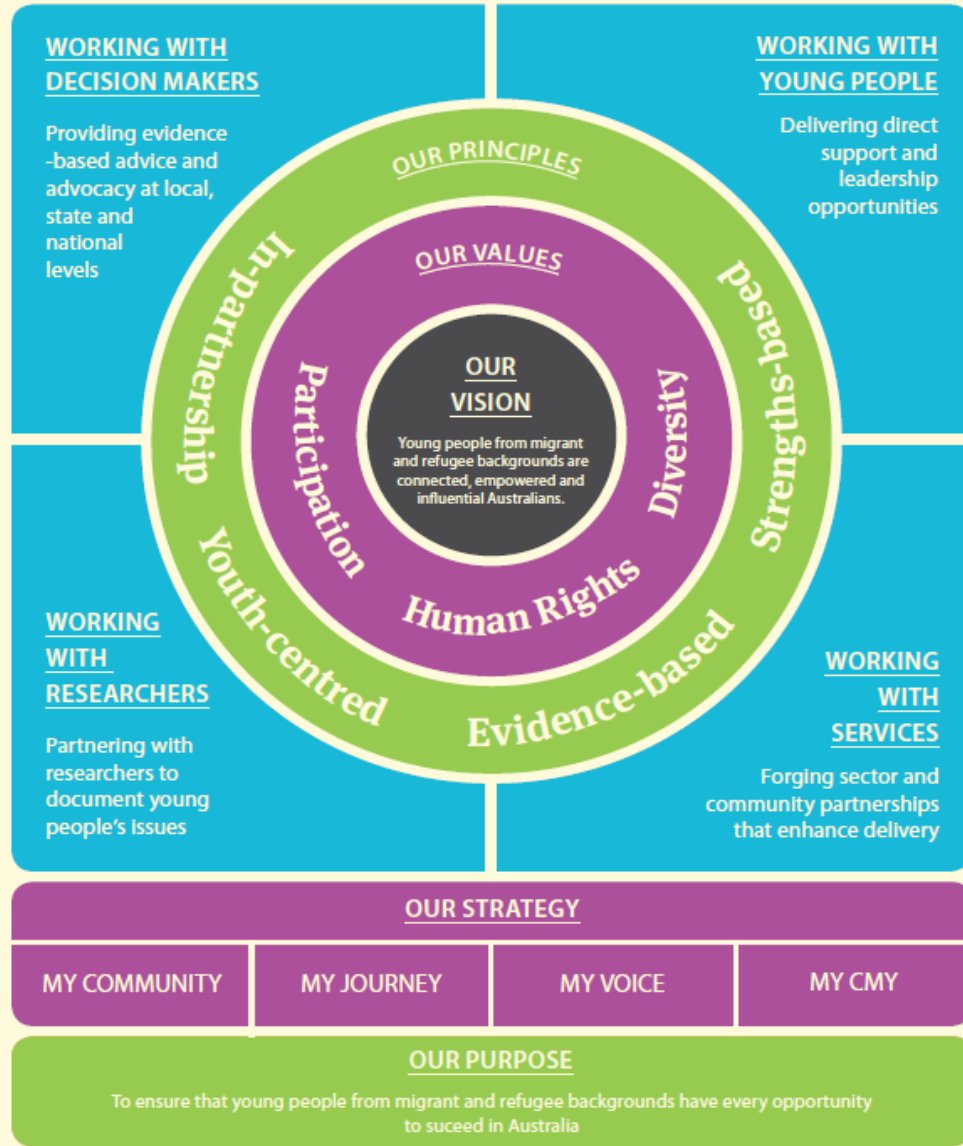 WORKING WITH
DECISION MAKERS
Providing evidence
-based advice and
advocacy at local,
state and
national
levels
WORKING WITH
YOUNG PEOPLE
Delivering direct
support and
leadership
opportunities
OUR PRINCIPLES
In-partnership
Strengths-based
Youth-centred
Evidence-based
OUR VALUES
Participation
Diversity
Human Rights
OUR
VISION
Young people from migrant
and refugee backgrounds are
connected, empowered and
influential Australians.
WORKING
WITH
RESEARCHERS
Partnering with
researchers to
document young
people's issues
WORKING
WITH
SERVICES
Forging sector and
community partnerships
that enhance delivery
OUR STRATEGY
MY COMMUNITY
MY JOURNEY
MY VOICE
MY CMY
OUR PURPOSE
To ensure that young people from migrant and refugee backgrounds have every opportunity
to suceed in Australia